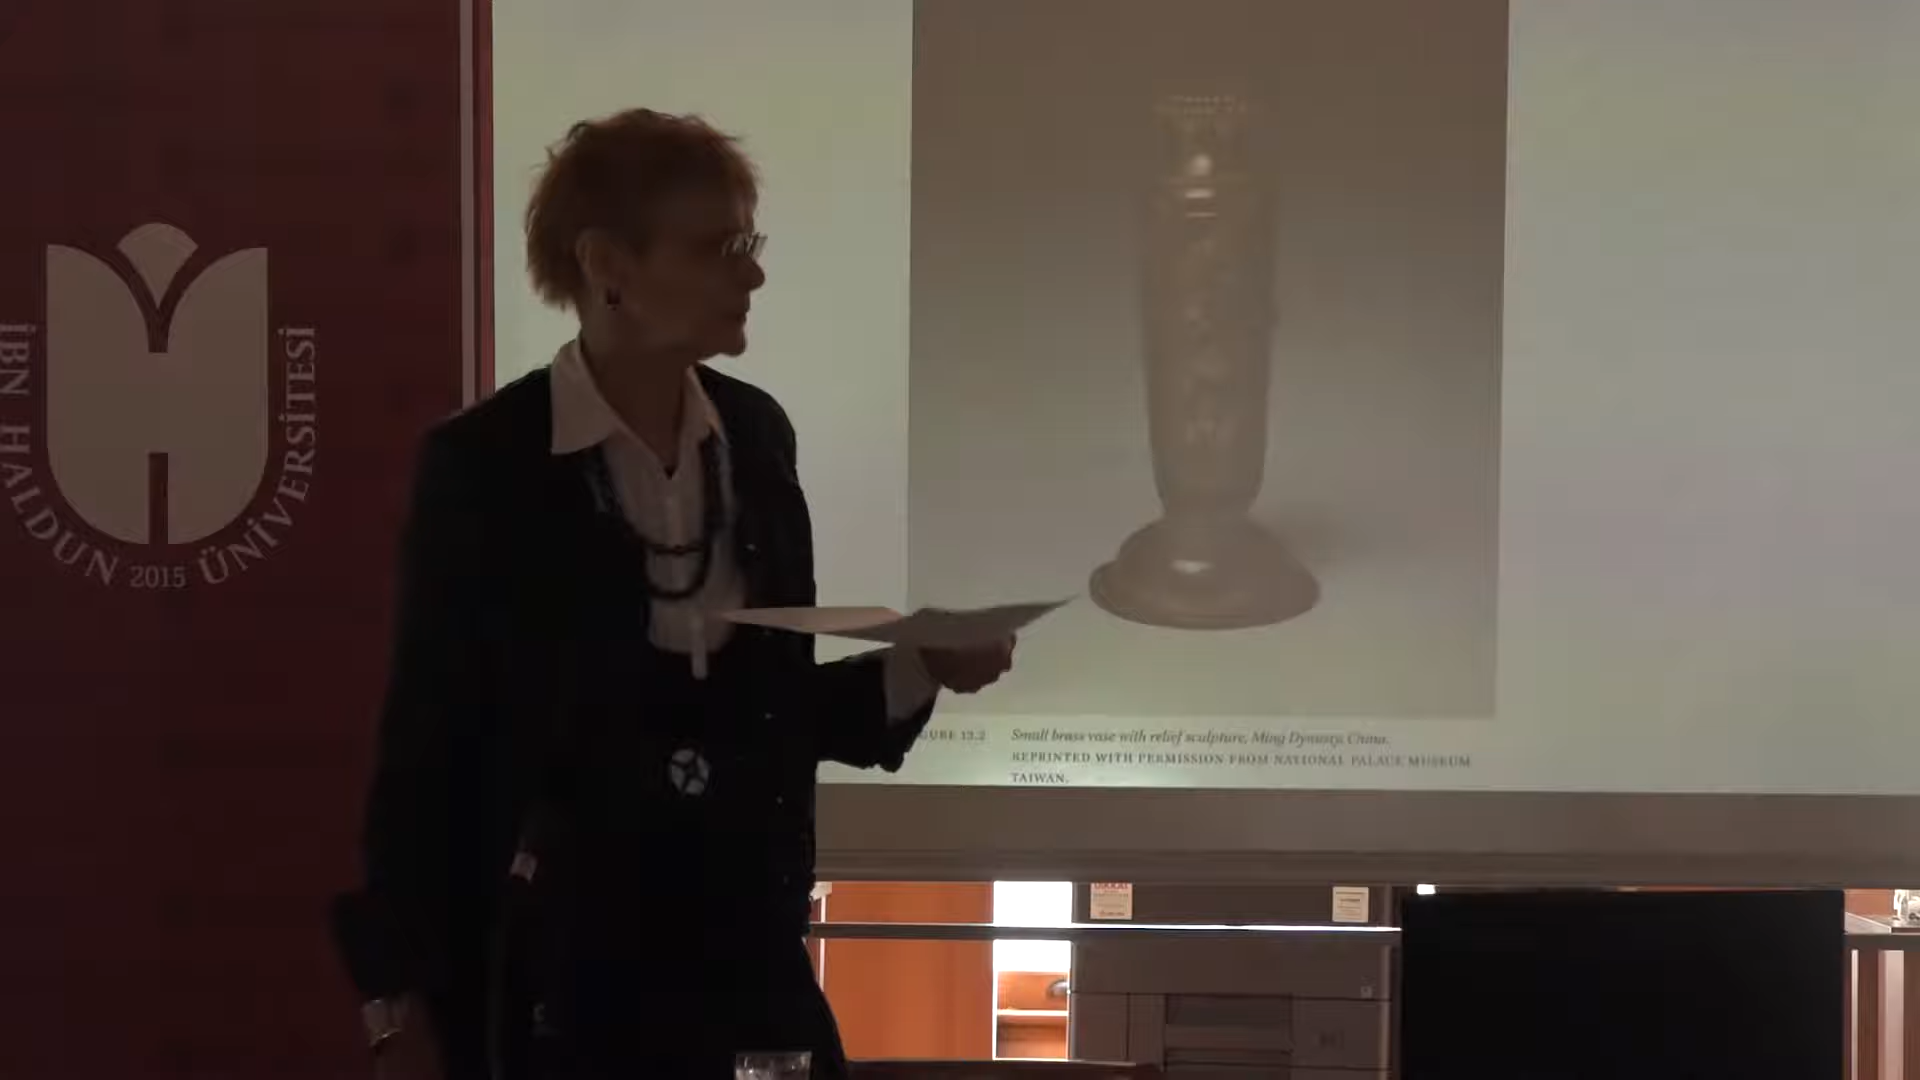 İBN HALDUN ÜNİVERSİTESİ
2015
GURE 13.2
Small brass vase with relief sculpture, Ming Dynasty, China.
REPRINTED WITH PERMISSION FROM NATIONAL PALACE MUSEUM
TAIWAN.